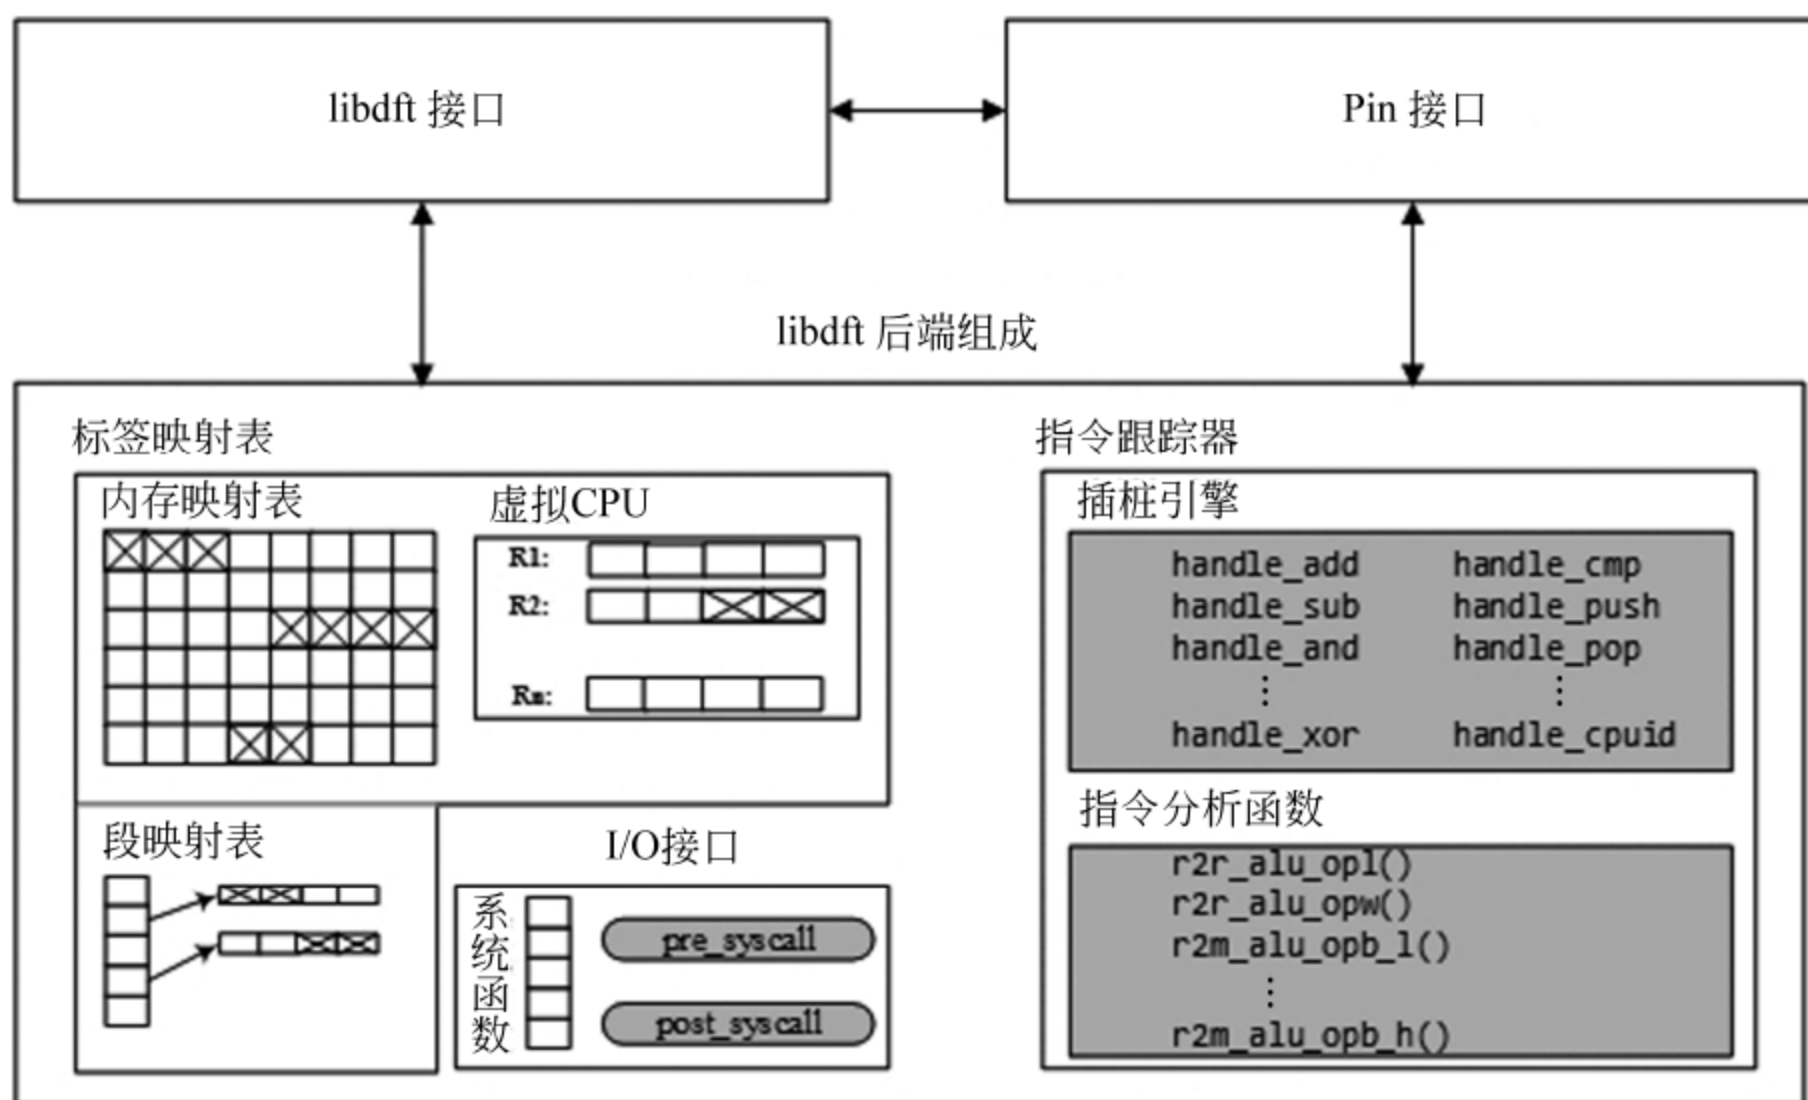 libdft 接口
Pin 接口
libdft 后端组成
标签映射表
内存映射表
虚拟CPU
R1:
R2:
Rn:
段映射表
I/O接口
系统函数
pre_syscall
post_syscall
指令跟踪器
插桩引擎
handle_add handle_cmp
handle_sub handle_push
handle_and handle_pop
⋮ ⋮
handle_xor handle_cpuid
指令分析函数
r2r_alu_opl()
r2r_alu_opw()
r2m_alu_opb_l()
⋮
r2m_alu_opb_h()